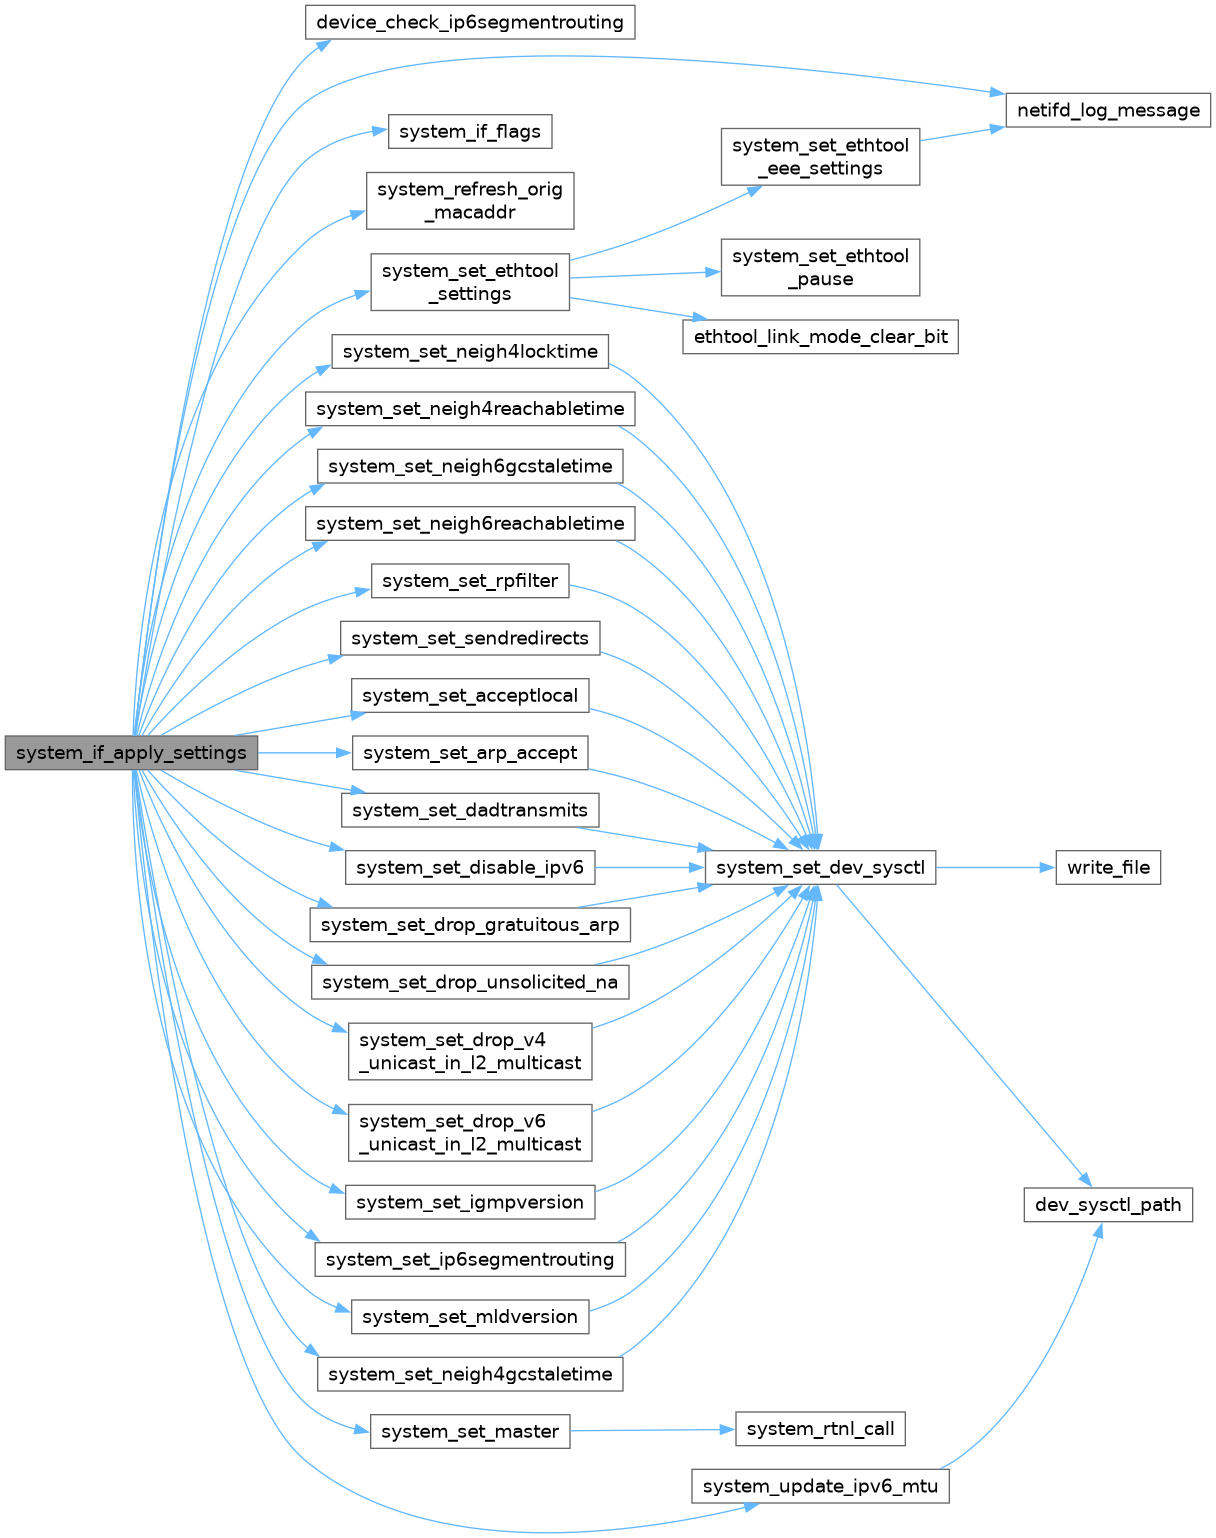 device_check_ip6segmentrouting
netifd_log_message
system_if_flags
system_set_ethtool
_eee_settings
system_refresh_orig
_macaddr
system_set_ethtool
_settings
system_set_ethtool
_pause
ethtool_link_mode_clear_bit
system_set_neigh4locktime
system_set_neigh4reachabletime
system_set_neigh6gcstaletime
system_set_neigh6reachabletime
system_set_rpfilter
system_set_sendredirects
system_set_acceptlocal
system_if_apply_settings
system_set_arp_accept
system_set_dadtransmits
system_set_disable_ipv6
system_set_dev_sysctl
write_file
system_set_drop_gratuitous_arp
system_set_drop_unsolicited_na
system_set_drop_v4
_unicast_in_l2_multicast
system_set_drop_v6
_unicast_in_l2_multicast
system_set_igmpversion
dev_sysctl_path
system_set_ip6segmentrouting
system_set_mldversion
system_set_neigh4gcstaletime
system_set_master
system_rtnl_call
system_update_ipv6_mtu